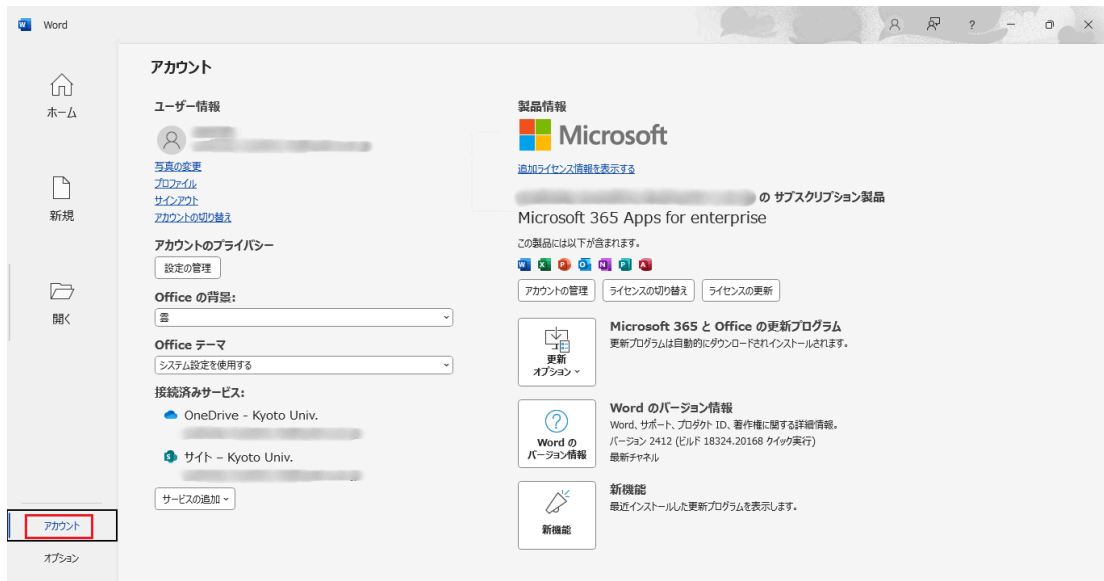 Word
?
ホーム
新規
開く
アカウント
オプション
アカウント
ユーザー情報
写真の変更
プロファイル
サインアウト
アカウントの切り替え
アカウントのプライバシー
設定の管理
Office の背景:
雲
Office テーマ
システム設定を使用する
接続済みサービス:
OneDrive - Kyoto Univ.
サイト – Kyoto Univ.
サービスの追加
製品情報
Microsoft
追加ライセンス情報を表示する
の サブスクリプション製品
Microsoft 365 Apps for enterprise
この製品には以下が含まれます。
アカウントの管理 ライセンスの切り替え ライセンスの更新
更新
オプション
Microsoft 365 と Office の更新プログラム
更新プログラムは自動的にダウンロードされインストールされます。
Word の
バージョン情報
Word のバージョン情報
Word、サポート、プロダクト ID、著作権に関する詳細情報。
バージョン 2412 (ビルド 18324.20168 クイック実行)
最新チャネル
新機能
新機能
最近インストールした更新プログラムを表示します。